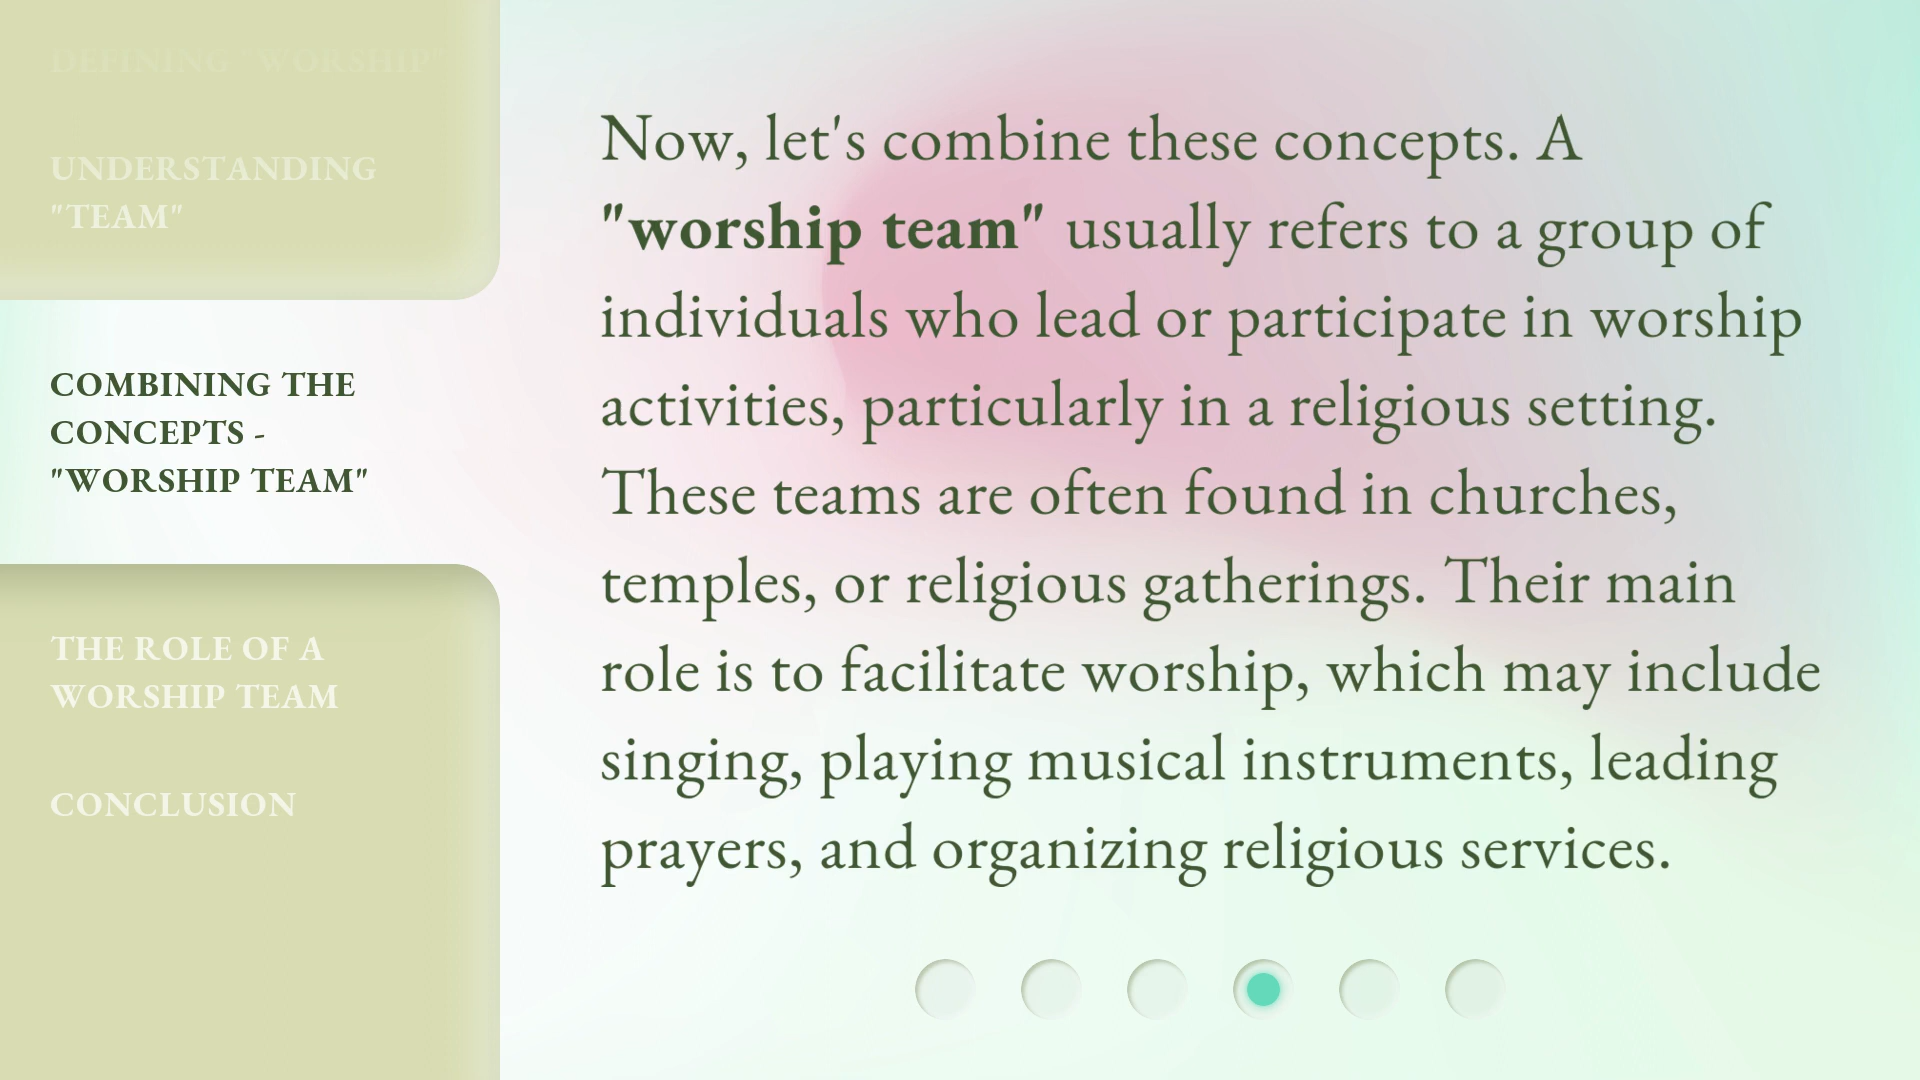 DEFINING "WORSHIP"
UNDERSTANDING
"TEAM"
COMBINING THE
CONCEPTS -
"WORSHIP TEAM"
THE ROLE OF A
WORSHIP TEAM
CONCLUSION
Now, let's combine these concepts. A
"worship team" usually refers to a group of
individuals who lead or participate in worship
activities, particularly in a religious setting.
These teams are often found in churches,
temples, or religious gatherings. Their main
role is to facilitate worship, which may include
singing, playing musical instruments, leading
prayers, and organizing religious services.